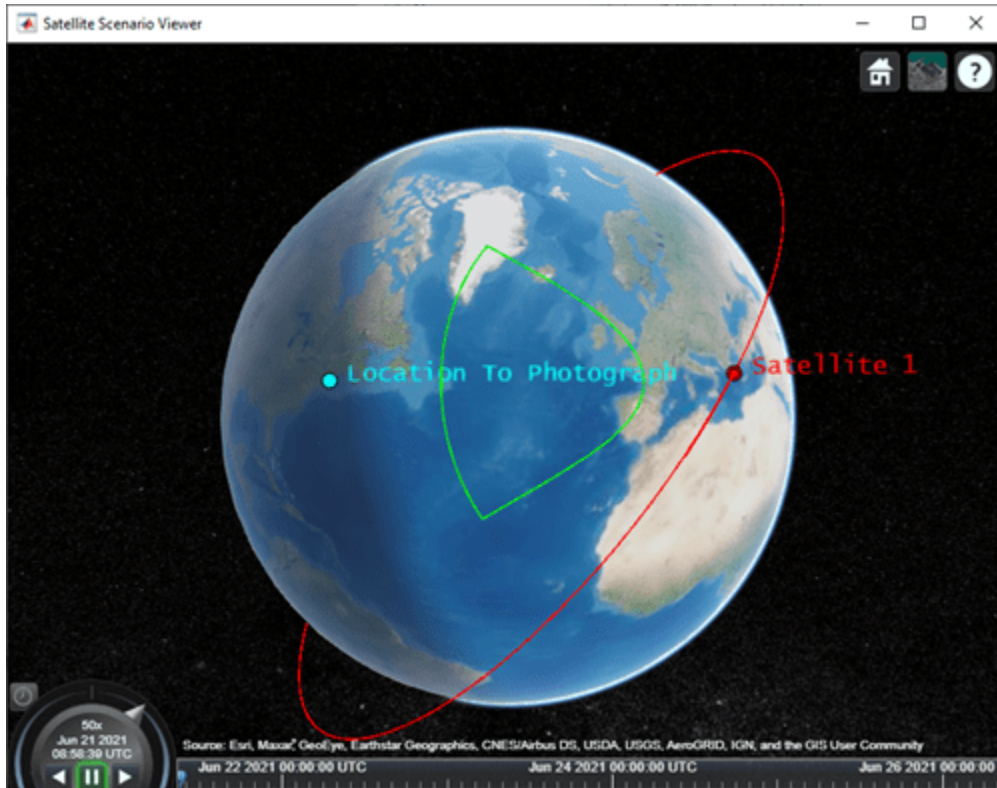 Satellite Scenario Viewer
?
Location To Photograph
Satellite 1
50x
Jun 21 2021
08:58:39 UTC
Source: Esri, Maxar, GeoEye, Earthstar Geographics, CNES/Airbus DS, USDA, USGS, AeroGRID, IGN, and the GIS User Community
Jun 22 2021 00:00:00 UTC Jun 24 2021 00:00:00 UTC Jun 26 2021 00:00:00 UTC